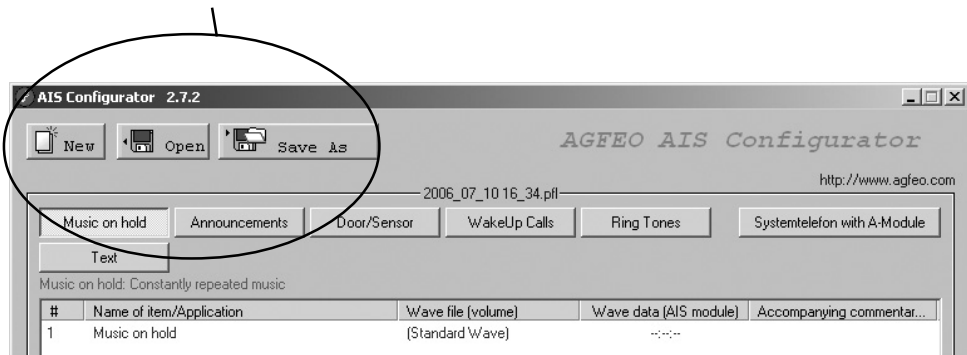 AIS Configurator 2.7.2
New Open Save As
AGFEO AIS Configurator
http://www.agfeo.com
2006_07_10 16_34.pfl
Music on hold Announcements Door/Sensor WakeUp Calls Ring Tones Systemtelefon with A-Module
Text
Music on hold: Constantly repeated music
# Name of item/Application Wave file (volume) Wave data (AIS module) Accompanying commentar...
1 Music on hold (Standard Wave) --:--:--